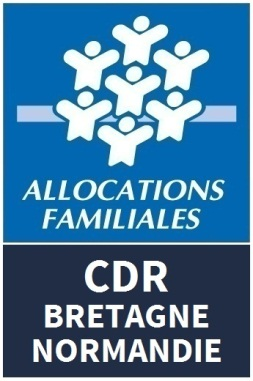 ALLOCATIONS
FAMILIALES
CDR
BRETAGNE
NORMANDIE